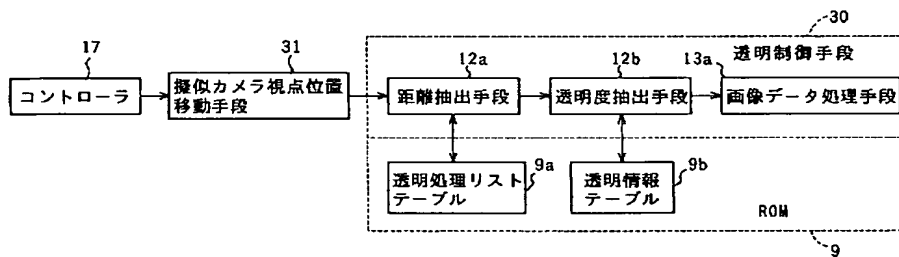 30
17
31
12a
12b
透明制御手段
13a
コントローラ
擬似カメラ視点位置
移動手段
距離抽出手段
透明度抽出手段
画像データ処理手段
9a
9b
透明処理リスト
テーブル
透明情報
テーブル
ROM
9